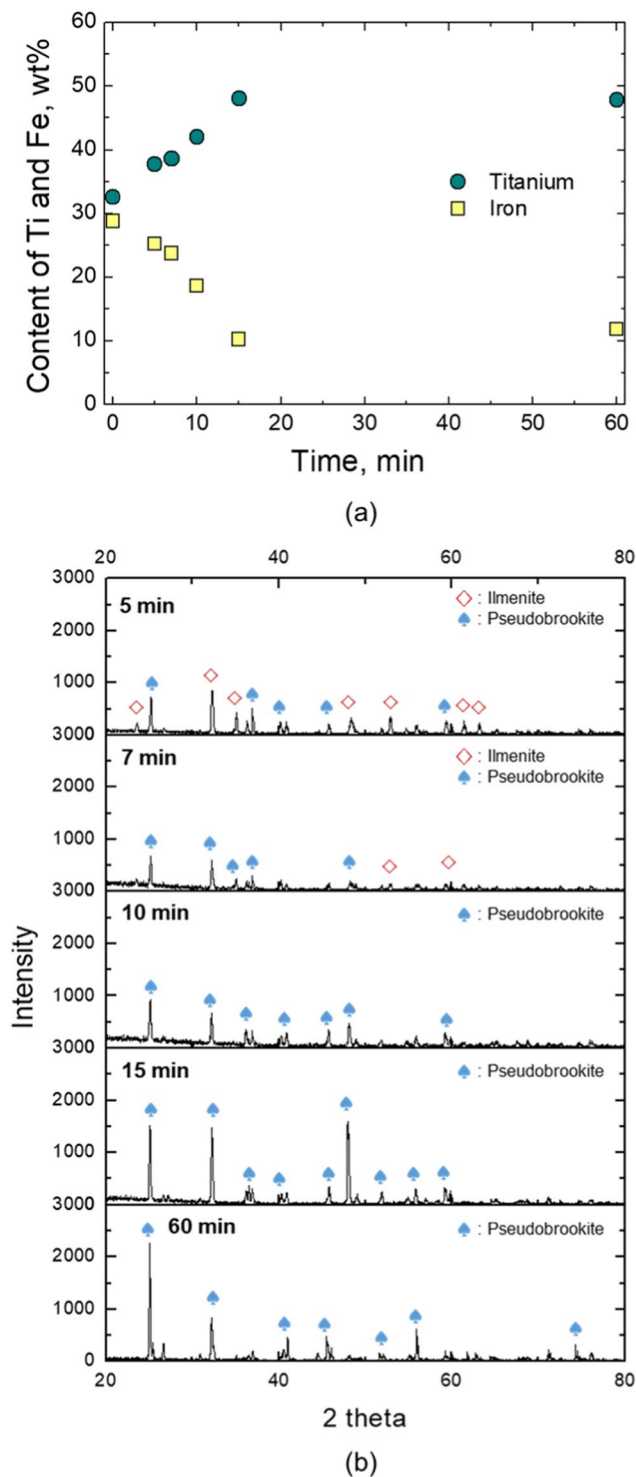 60
50
40
30
20
10
0
Content of Ti and Fe, wt%
Titanium
Iron
0 10 20 30 40 50 60
Time, min
(a)
20 40 60 80
3000
2000
1000
5 min
: Ilmenite
: Pseudobrookite
3000
2000
1000
7 min
: Ilmenite
: Pseudobrookite
3000
2000
1000
10 min
: Pseudobrookite
3000
2000
1000
15 min
: Pseudobrookite
3000
2000
1000
0
60 min
: Pseudobrookite
Intensity
20 40 60 80
2 theta
(b)